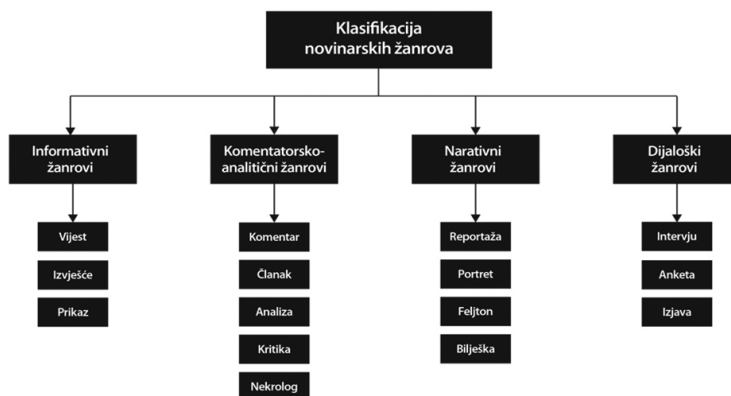 Klasifikacija
novinarskih žanrova
Informativni
žanrovi
Komentatorsko-
analitični žanrovi
Narativni
žanrovi
Dijaloški
žanrovi
Vijest
Izvješće
Prikaz
Komentar
Članak
Analiza
Kritika
Nekrolog
Reportaža
Portret
Feljton
Bilješka
Intervju
Anketa
Izjava